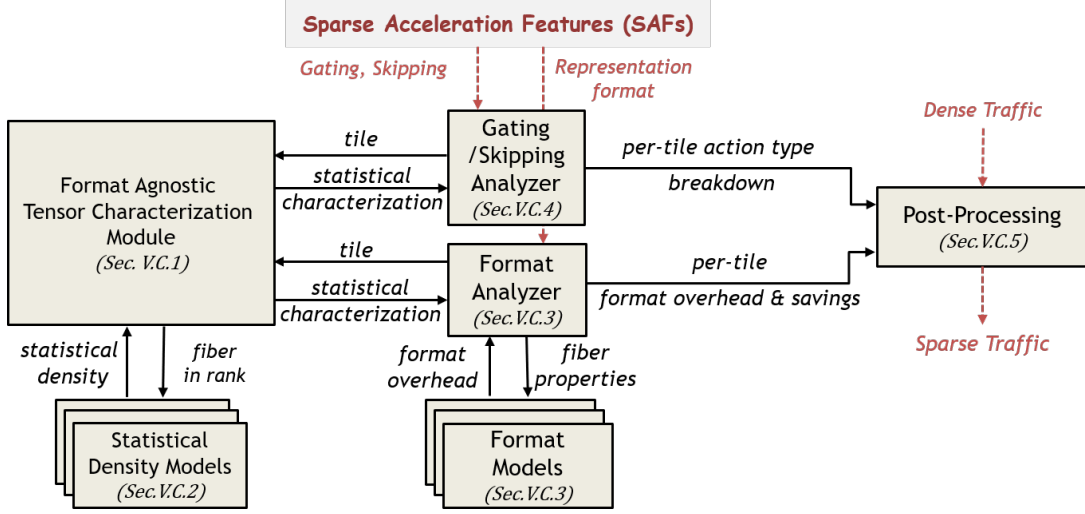 Sparse Acceleration Features (SAFs)
Gating, Skipping
Representation
format
Gating
/Skipping
Analyzer
(Sec.V.C.4)
tile
statistical
characterization
Format Agnostic
Tensor Characterization
Module
(Sec. V.C.1)
per-tile action type
breakdown
Dense Traffic
Post-Processing
(Sec.V.C.5)
Sparse Traffic
tile
statistical
characterization
Format
Analyzer
(Sec.V.C.3)
per-tile
format overhead & savings
statistical
density
fiber
in rank
format
overhead
fiber
properties
Statistical
Density Models
(Sec.V.C.2)
Format
Models
(Sec.V.C.3)